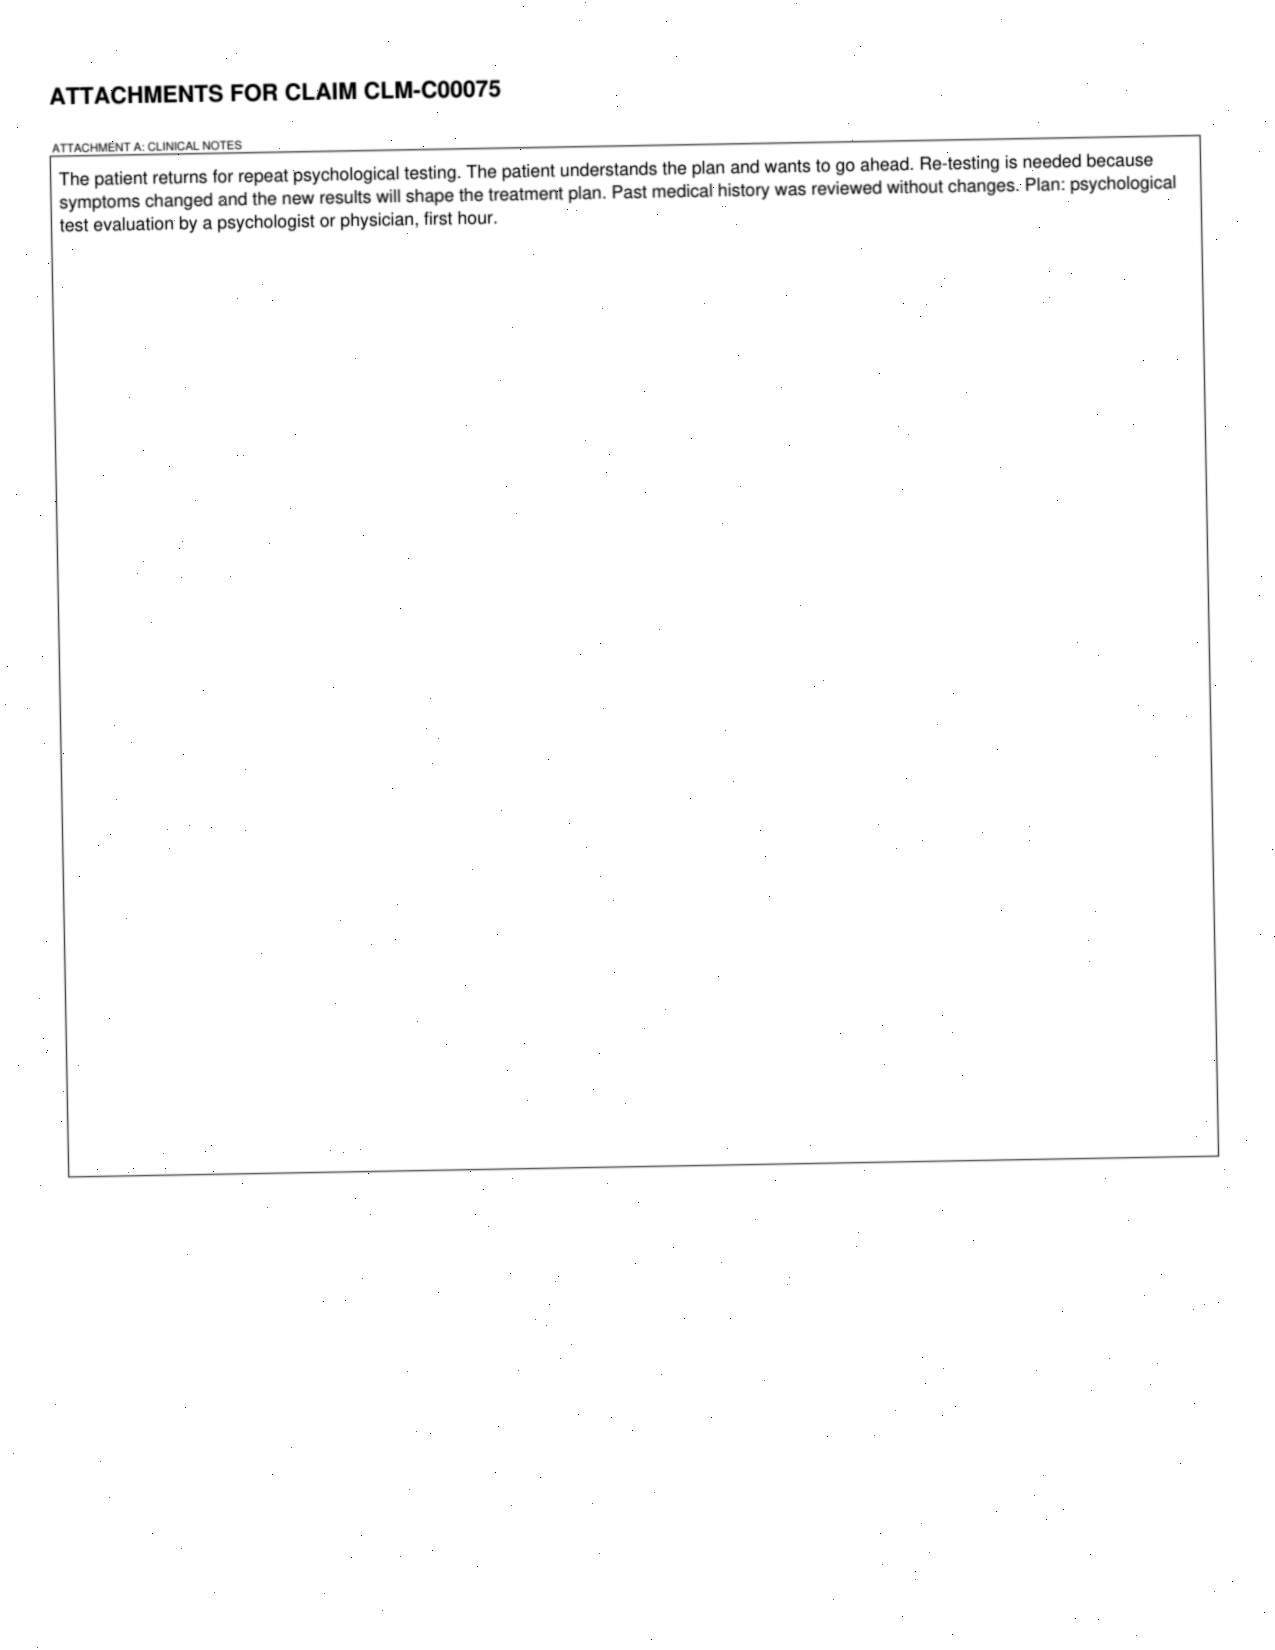 ATTACHMENTS FOR CLAIM CLM-C00075
ATTACHMENT A: CLINICAL NOTES
The patient returns for repeat psychological testing. The patient understands the plan and wants to go ahead. Re-testing is needed because
symptoms changed and the new results will shape the treatment plan. Past medical history was reviewed without changes. Plan: psychological
test evaluation by a psychologist or physician, first hour.